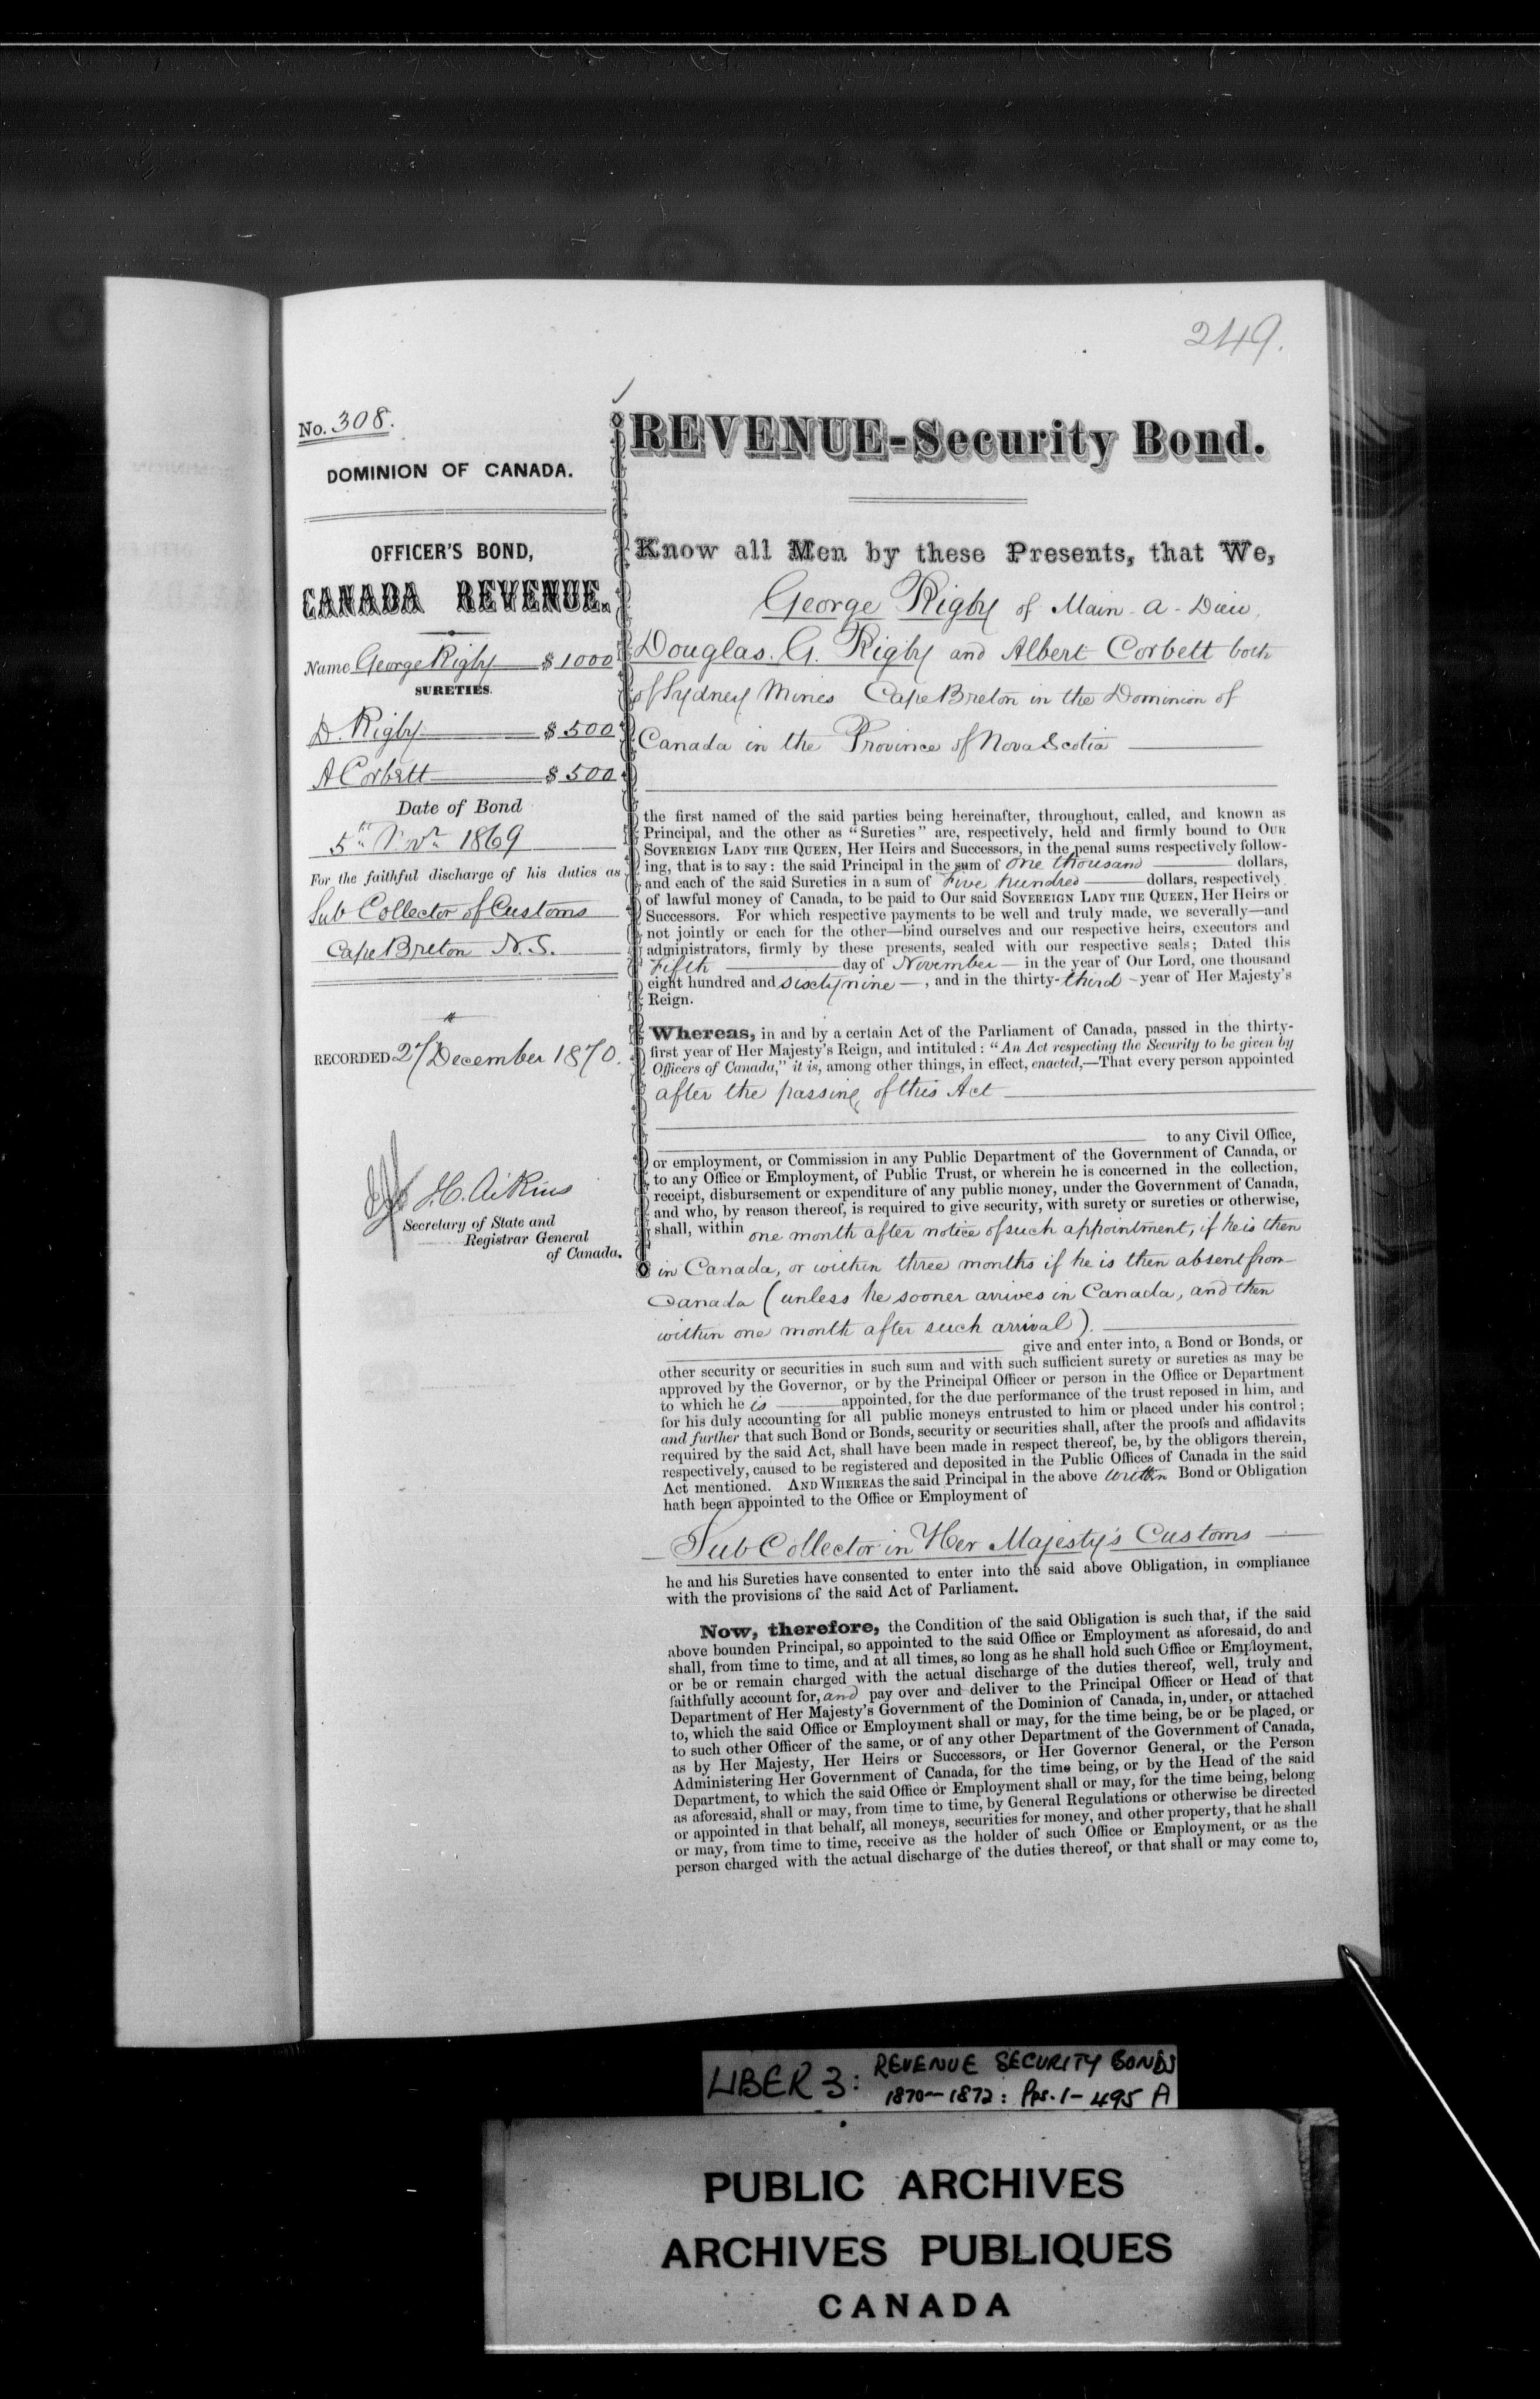 249.
No. 308.
DOMINION OF CANADA.
OFFICER'S BOND,
CANADA REVENUE.
Name George Rigby $ 1000
SURETIES.
D. Rigby $ 500
A Corbett $ 500
Date of Bond
5th Novr 1869
For the faithful discharge of his duties as
Sub Collector of Customs
Cape Breton N.S.
RECORDED 27 December 1870.
J. H. Aikins
Secretary of State and
Registrar General
of Canada.
REVENUE-Security Bond.
Know all Men by these Presents, that We,
George Rigby of Main-a-Dieu,
Douglas. G. Rigby and Albert Corbett both
of Sydney Mines Cape Breton in the Dominion of
Canada in the Province of Nova Scotia
the first named of the said parties being hereinafter, throughout, called, and known as
Principal, and the other as "Sureties" are, respectively, held and firmly bound to OUR
SOVEREIGN LADY THE QUEEN, Her Heirs and Successors, in the penal sums respectively follow-
ing, that is to say: the said Principal in the sum of One thousand dollars,
and each of the said Sureties in a sum of Five hundred dollars, respectively
of lawful money of Canada, to be paid to Our said SOVEREIGN LADY THE QUEEN, Her Heirs or
Successors. For which respective payments to be well and truly made, we severally—and
not jointly or each for the other—bind ourselves and our respective heirs, executors and
administrators, firmly by these presents, sealed with our respective seals; Dated this
Fifth day of November in the year of Our Lord, one thousand
eight hundred and sixty nine —, and in the thirty-third - year of Her Majesty's
Reign.
Whereas, in and by a certain Act of the Parliament of Canada, passed in the thirty-
first year of Her Majesty's Reign, and intituled: "An Act respecting the Security to be given by
Officers of Canada," it is, among other things, in effect, enacted,—That every person appointed
after the passing of this Act
to any Civil Office,
or employment, or Commission in any Public Department of the Government of Canada, or
to any Office or Employment, of Public Trust, or wherein he is concerned in the collection,
receipt, disbursement or expenditure of any public money, under the Government of Canada,
and who, by reason thereof, is required to give security, with surety or sureties or otherwise,
shall, within one month after notice of such appointment, if he is then
in Canada, or within three months if he is then absent from
Canada (unless he sooner arrives in Canada, and then
within one month after such arrival).
give and enter into, a Bond or Bonds, or
other security or securities in such sum and with such sufficient surety or sureties as may be
approved by the Governor, or by the Principal Officer or person in the Office or Department
to which he is appointed, for the due performance of the trust reposed in him, and
for his duly accounting for all public moneys entrusted to him or placed under his control;
and further that such Bond or Bonds, security or securities shall, after the proofs and affidavits
required by the said Act, shall have been made in respect thereof, be, by the obligors therein,
respectively, caused to be registered and deposited in the Public Offices of Canada in the said
Act mentioned. AND WHEREAS the said Principal in the above written Bond or Obligation
hath been appointed to the Office or Employment of
Sub Collector in Her Majesty's Customs
he and his Sureties have consented to enter into the said above Obligation, in compliance
with the provisions of the said Act of Parliament.
Now, therefore, the Condition of the said Obligation is such that, if the said
above bounden Principal, so appointed to the said Office or Employment as aforesaid, do and
shall, from time to time, and at all times, so long as he shall hold such Office or Employment,
or be or remain charged with the actual discharge of the duties thereof, well, truly and
faithfully account for, and pay over and deliver to the Principal Officer or Head of that
Department of Her Majesty's Government of the Dominion of Canada, in, under, or attached
to, which the said Office or Employment shall or may, for the time being, be or be placed, or
to such other Officer of the same, or of any other Department of the Government of Canada,
as by Her Majesty, Her Heirs or Successors, or Her Governor General, or the Person
Administering Her Government of Canada, for the time being, or by the Head of the said
Department, to which the said Office or Employment shall or may, for the time being, belong
as aforesaid, shall or may, from time to time, by General Regulations or otherwise be directed
or appointed in that behalf, all moneys, securities for money, and other property, that he shall
or may, from time to time, receive as the holder of such Office or Employment, or as the
person charged with the actual discharge of the duties thereof, or that shall or may come to,
LIBER 3: REVENUE SECURITY BONDS
1870-1872: Pps. 1-495 A
PUBLIC ARCHIVES
ARCHIVES PUBLIQUES
CANADA